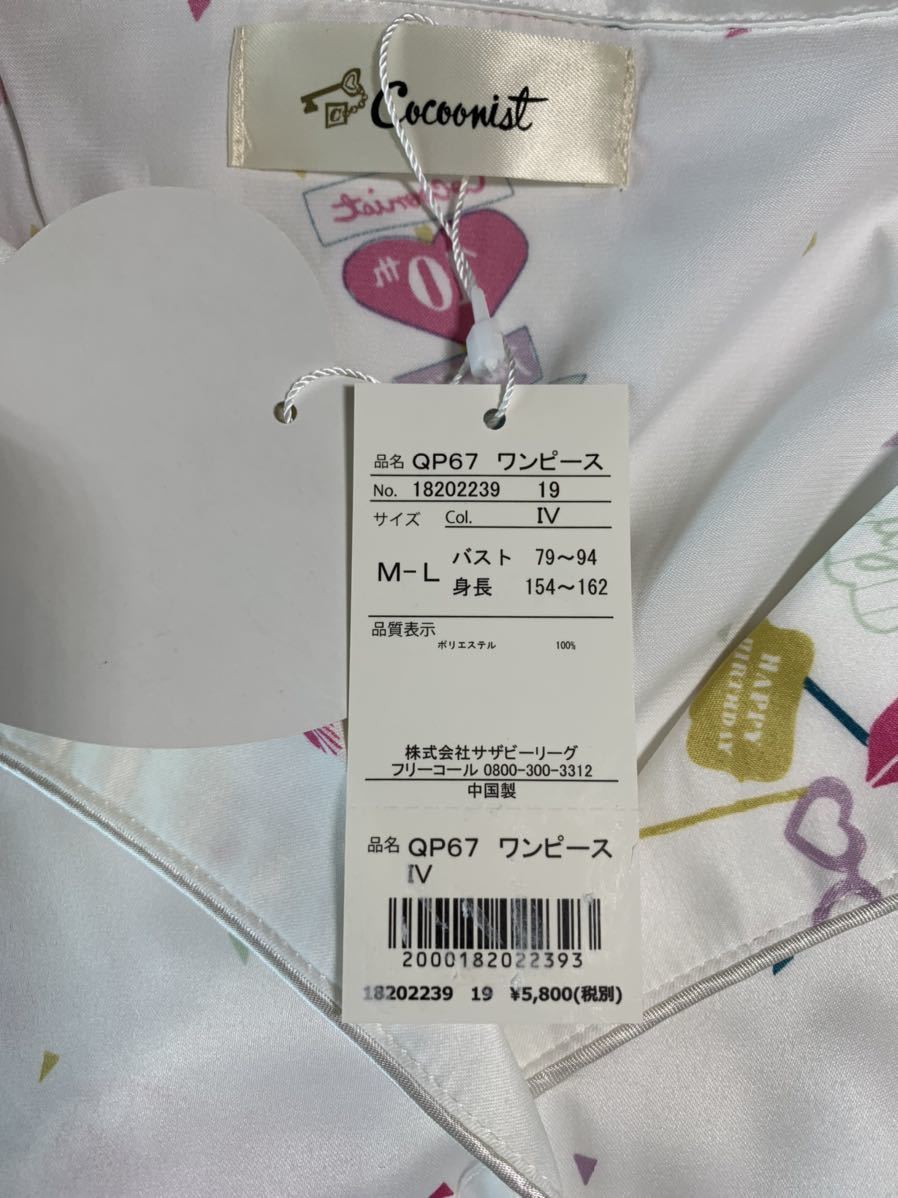 Cocoonist
Cocoonist
10th
品名 QP67 ワンピース
No. 18202239 19
サイズ Col. IV
M-L バスト 79~94
身長 154~162
品質表示
ポリエステル 100%
株式会社サザビーリーグ
フリーコール 0800-300-3312
中国製
品名 QP67 ワンピース
IV
2000182022393
18202239 19 ¥5,800(税別)
HAPPY
BIRTHDAY